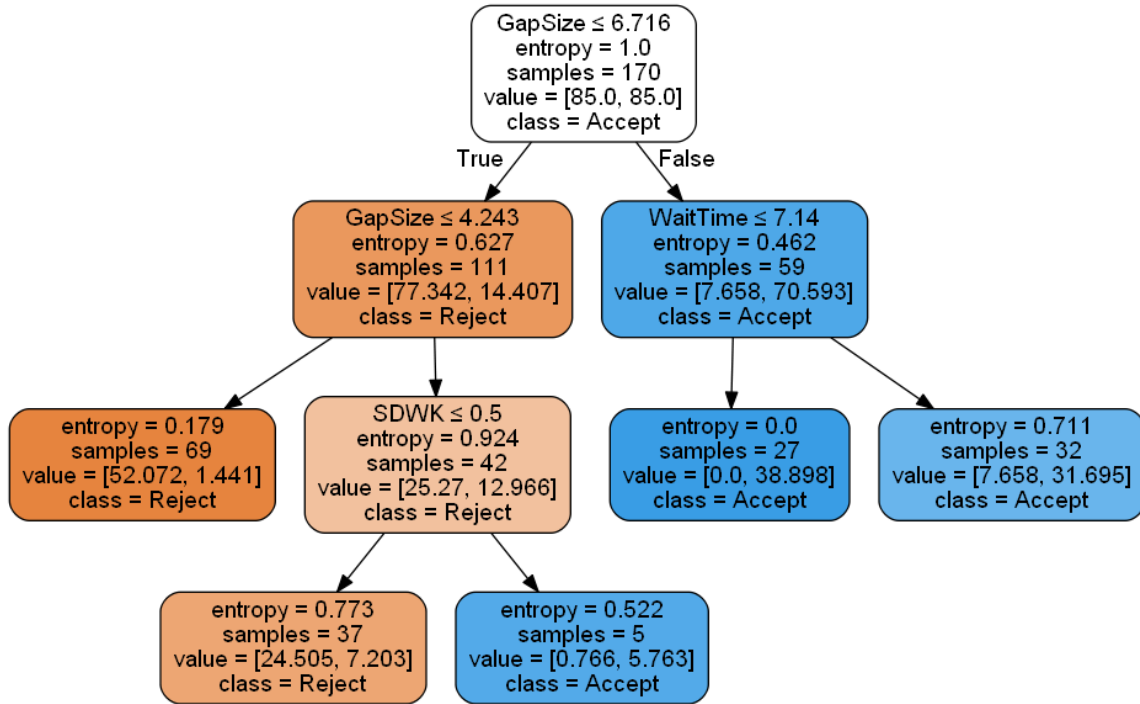 GapSize ≤ 6.716
entropy = 1.0
samples = 170
value = [85.0, 85.0]
class = Accept
True
False
GapSize ≤ 4.243
entropy = 0.627
samples = 111
value = [77.342, 14.407]
class = Reject
WaitTime ≤ 7.14
entropy = 0.462
samples = 59
value = [7.658, 70.593]
class = Accept
entropy = 0.179
samples = 69
value = [52.072, 1.441]
class = Reject
SDWK ≤ 0.5
entropy = 0.924
samples = 42
value = [25.27, 12.966]
class = Reject
entropy = 0.0
samples = 27
value = [0.0, 38.898]
class = Accept
entropy = 0.711
samples = 32
value = [7.658, 31.695]
class = Accept
entropy = 0.773
samples = 37
value = [24.505, 7.203]
class = Reject
entropy = 0.522
samples = 5
value = [0.766, 5.763]
class = Accept